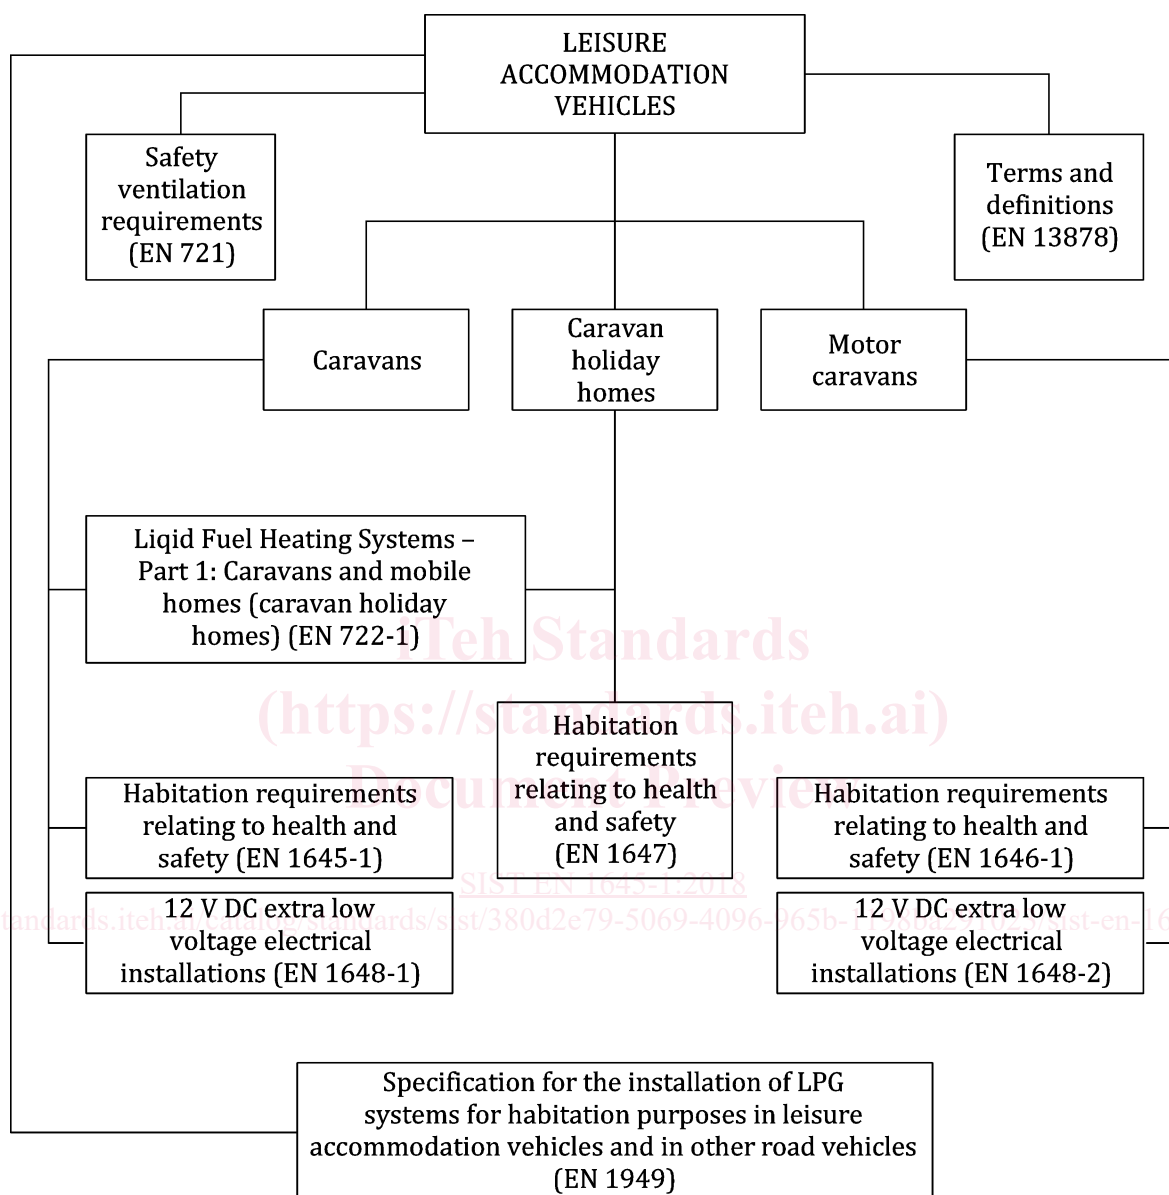 LEISURE
ACCOMMODATION
VEHICLES
Safety
ventilation
requirements
(EN 721)
Terms and
definitions
(EN 13878)
Caravans
Caravan
holiday
homes
Motor
caravans
Liqid Fuel Heating Systems –
Part 1: Caravans and mobile
homes (caravan holiday
homes) (EN 722-1)
iTeh Standards
(https://standards.iteh.ai)
Document Preview
Habitation
requirements
relating to health
and safety
(EN 1647)
Habitation requirements
relating to health and
safety (EN 1645-1)
Habitation requirements
relating to health and
safety (EN 1646-1)
SIST EN 1645-1:2018
12 V DC extra low
voltage electrical
installations (EN 1648-1)
12 V DC extra low
voltage electrical
installations (EN 1648-2)
Specification for the installation of LPG
systems for habitation purposes in leisure
accommodation vehicles and in other road vehicles
(EN 1949)